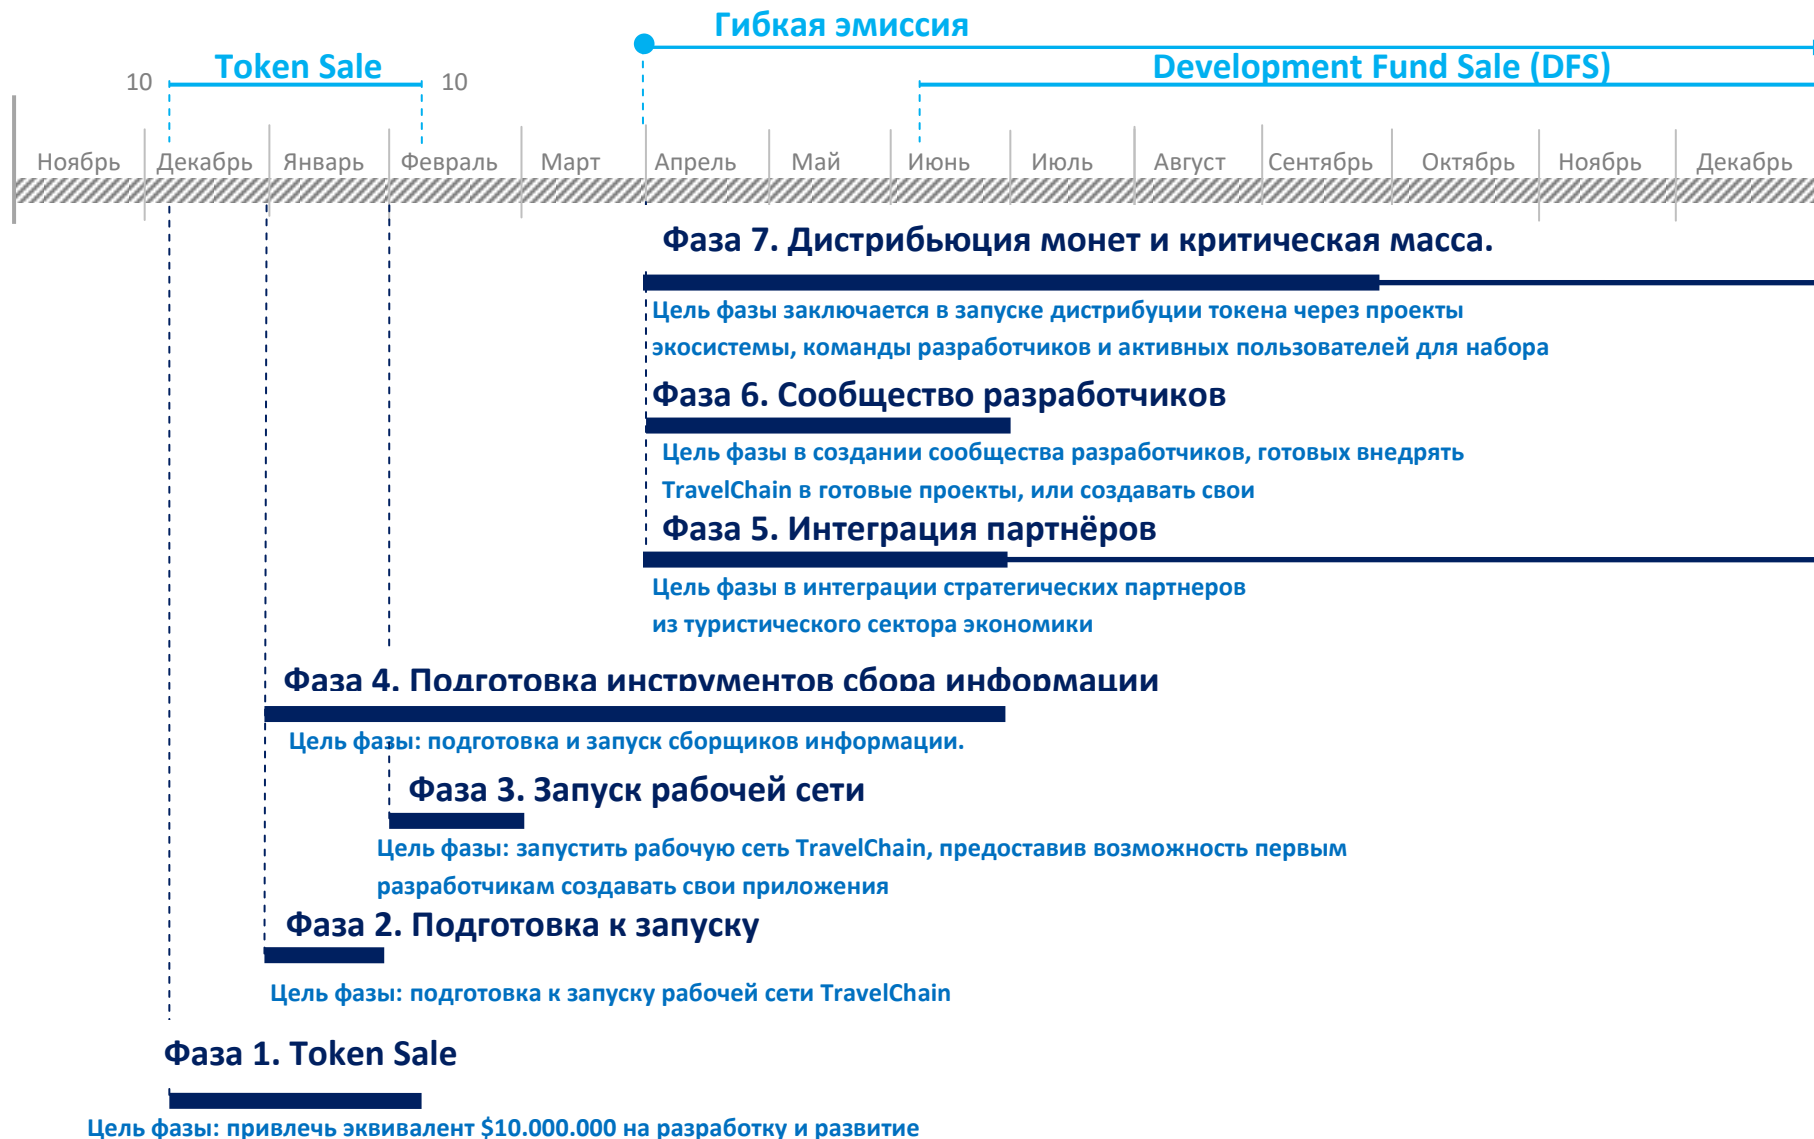 Гибкая эмиссия
Token Sale
Development Fund Sale (DFS)
10
10
Ноябрь
Декабрь
Январь
Февраль
Март
Апрель
Май
Июнь
Июль
Август
Сентябрь
Октябрь
Ноябрь
Декабрь
Фаза 7. Дистрибьюция монет и критическая масса.
Цель фазы заключается в запуске дистрибуции токена через проекты
экосистемы, команды разработчиков и активных пользователей для набора
Фаза 6. Сообщество разработчиков
Цель фазы в создании сообщества разработчиков, готовых внедрять
TravelChain в готовые проекты, или создавать свои
Фаза 5. Интеграция партнёров
Цель фазы в интеграции стратегических партнеров
из туристического сектора экономики
Фаза 4. Подготовка инструментов сбора информации
Цель фазы: подготовка и запуск сборщиков информации.
Фаза 3. Запуск рабочей сети
Цель фазы: запустить рабочую сеть TravelChain, предоставив возможность первым
разработчикам создавать свои приложения
Фаза 2. Подготовка к запуску
Цель фазы: подготовка к запуску рабочей сети TravelChain
Фаза 1. Token Sale
Цель фазы: привлечь эквивалент $10.000.000 на разработку и развитие